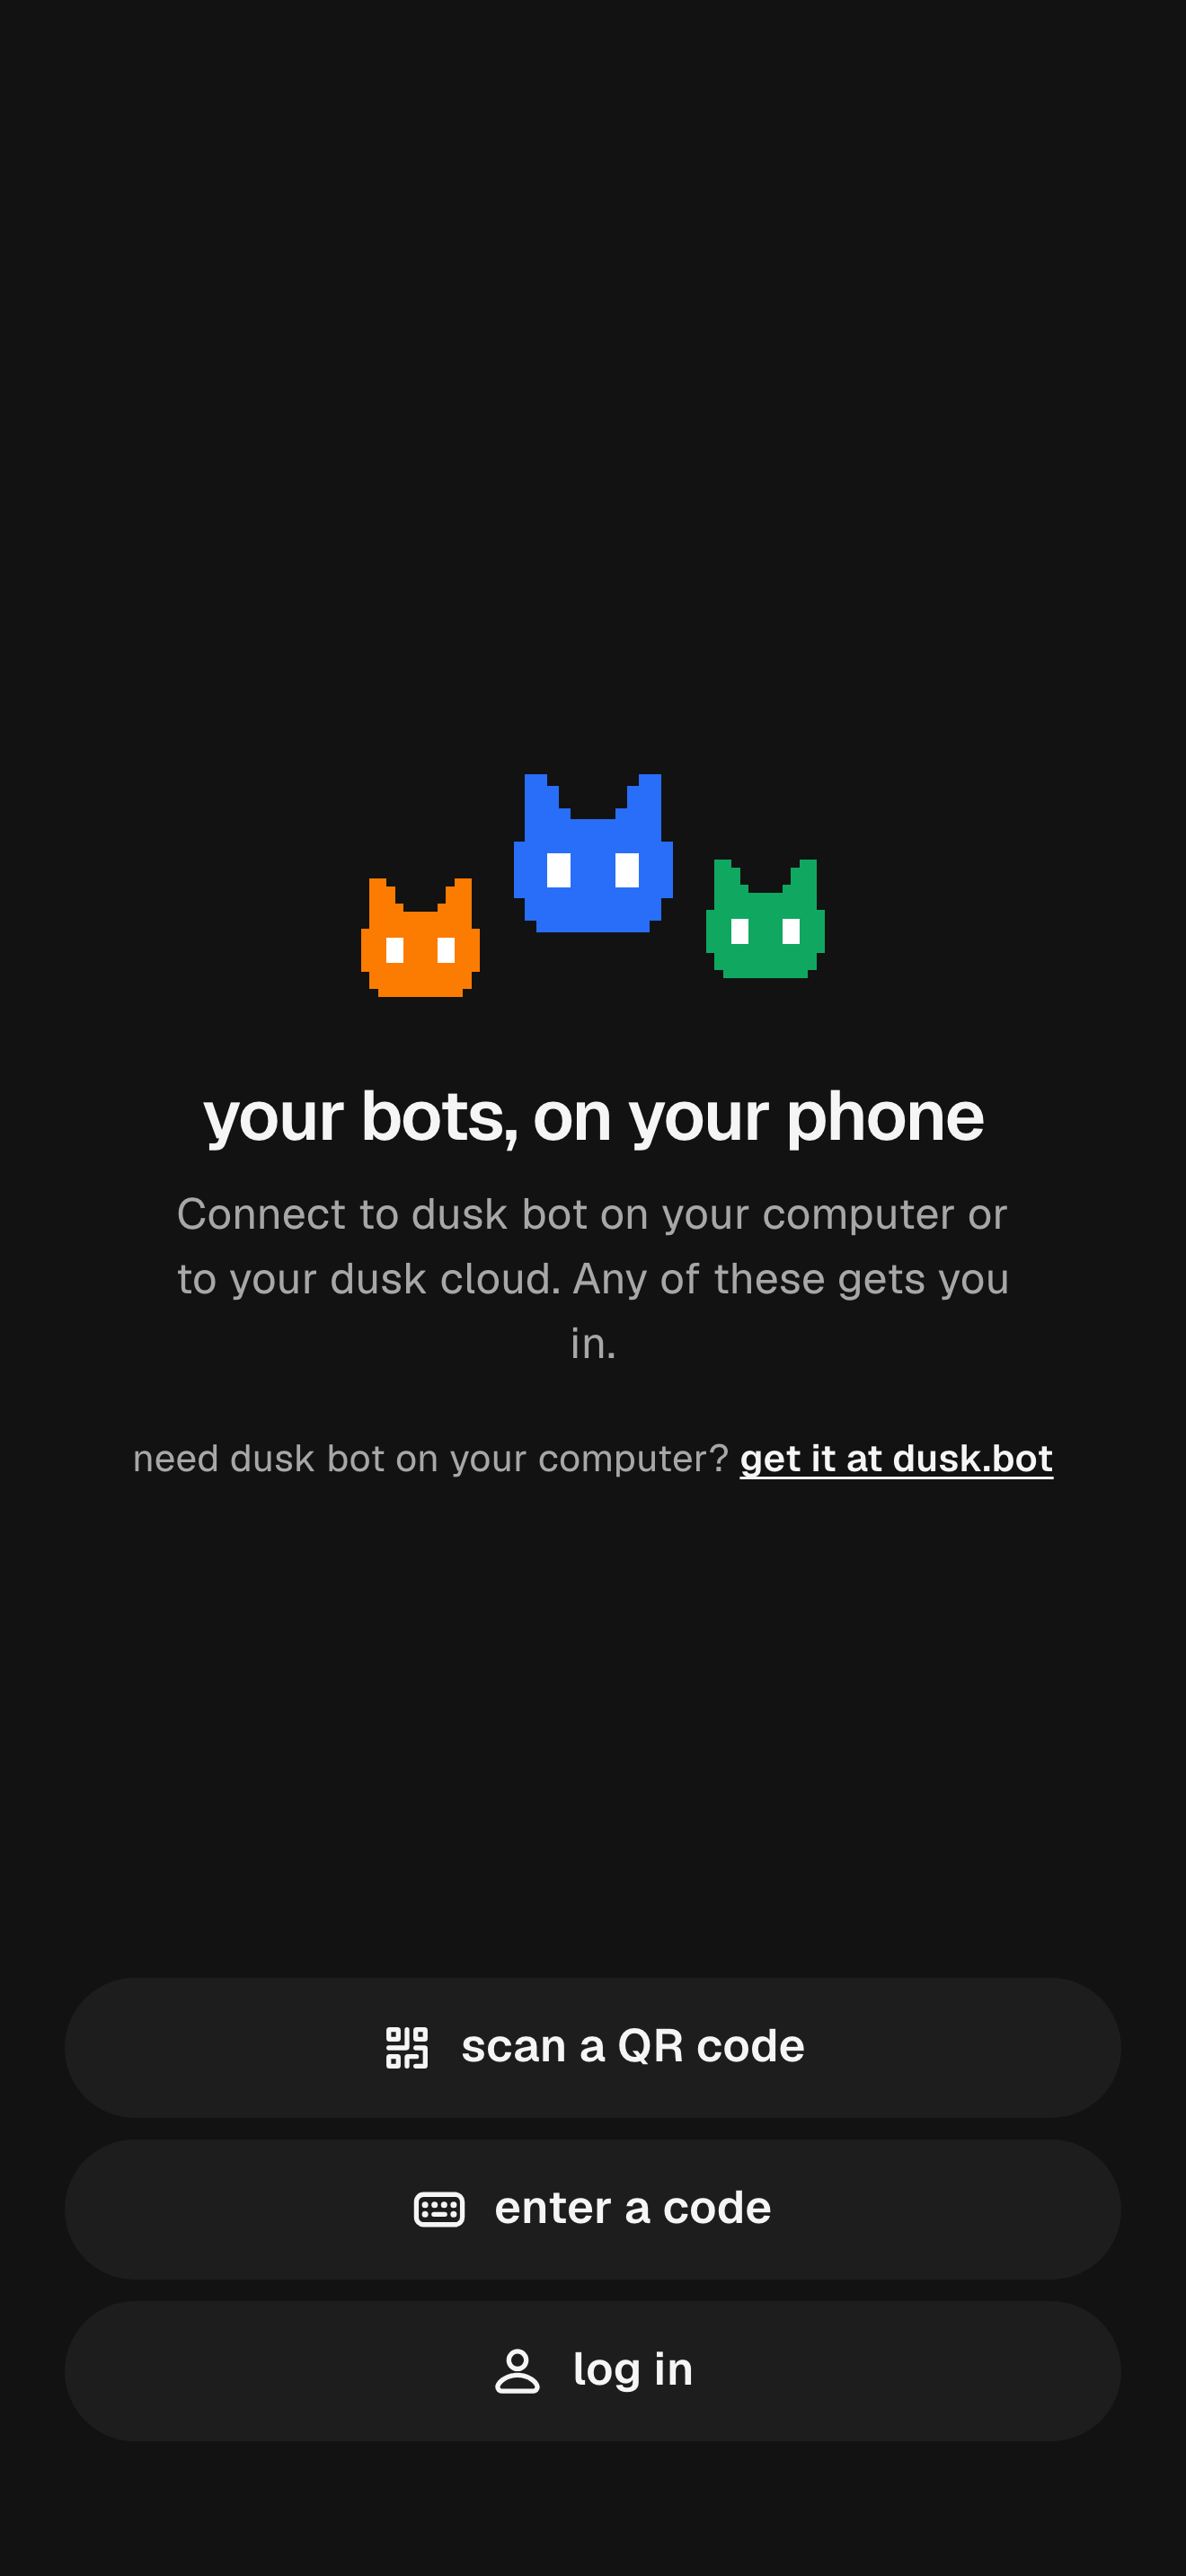 your bots, on your phone
Connect to dusk bot on your computer or
to your dusk cloud. Any of these gets you
in.
need dusk bot on your computer? get it at dusk.bot
scan a QR code
enter a code
log in